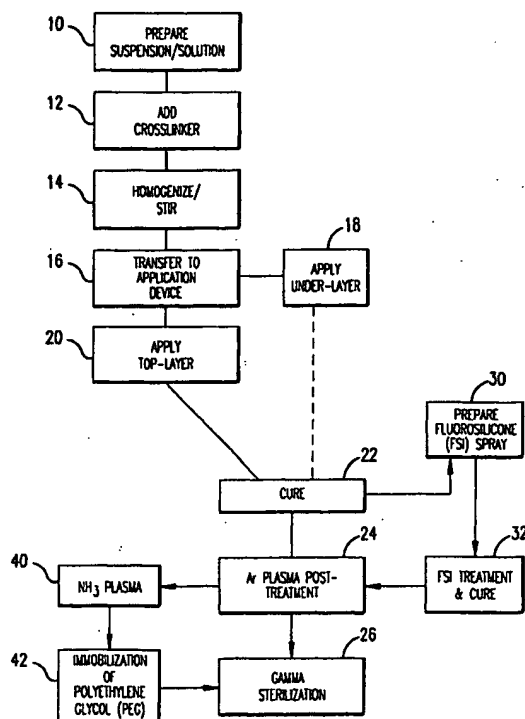 10
PREPARE
SUSPENSION/SOLUTION
12
ADD
CROSSLINKER
14
HOMOGENIZE/
STIR
16
TRANSFER TO
APPLICATION
DEVICE
18
APPLY
UNDER-LAYER
20
APPLY
TOP-LAYER
30
PREPARE
FLUOROSILICONE
(FSI) SPRAY
22
CURE
24
Ar PLASMA POST-
TREATMENT
32
FSI TREATMENT
& CURE
40
NH3 PLASMA
42
IMMOBILIZATION
OF
POLYETHYLENE
GLYCOL (PEG)
26
GAMMA
STERILIZATION